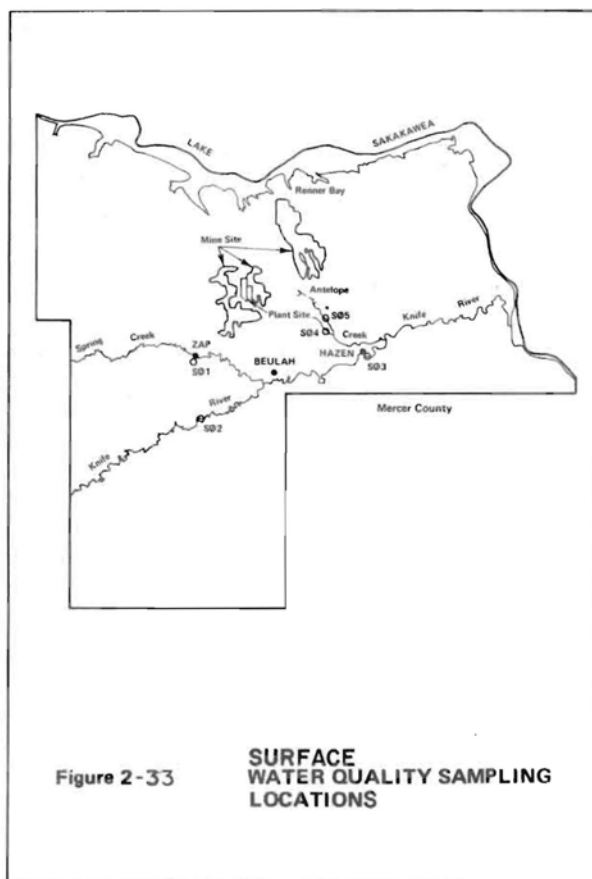 LAKE
SAKAKAWEA
Renner Bay
Mine Site
Antelope
SØ5
Plant Site
SØ4
Creek
Knife
River
Spring
Creek
ZAP
SØ1
BEULAH
HAZEN
SØ3
River
SØ2
Mercer County
Knife
Figure 2-33
SURFACE
WATER QUALITY SAMPLING
LOCATIONS